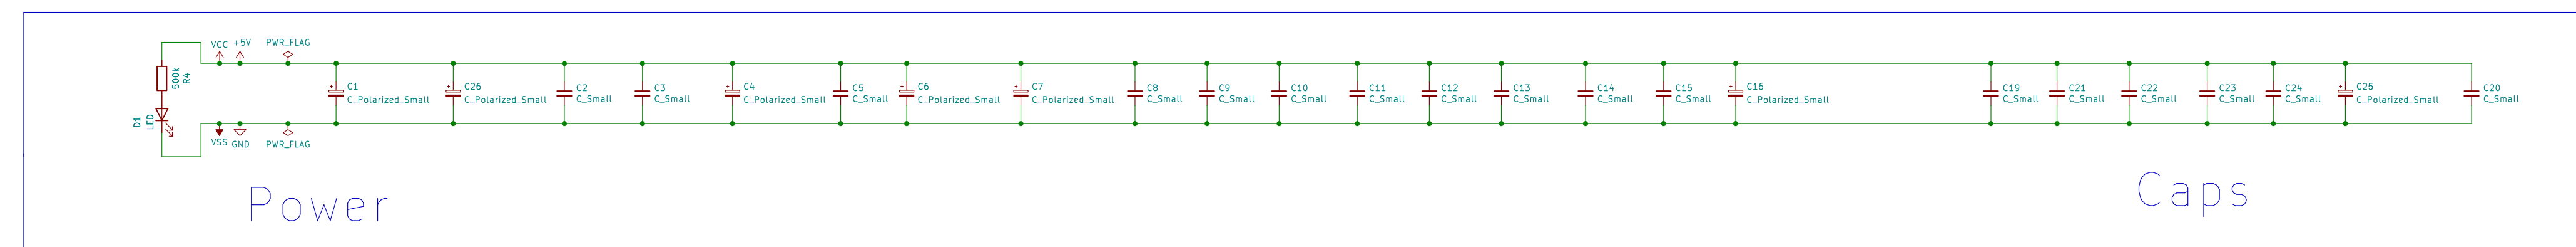 VCC
+5V
PWR_FLAG
500k
R4
D1
LED
VSS
GND
PWR_FLAG
C1
C_Polarized_Small
C26
C_Polarized_Small
C2
C_Small
C3
C_Small
C4
C_Polarized_Small
C5
C_Small
C6
C_Polarized_Small
C7
C_Polarized_Small
C8
C_Small
C9
C_Small
C10
C_Small
C11
C_Small
C12
C_Small
C13
C_Small
C14
C_Small
C15
C_Small
C16
C_Polarized_Small
C19
C_Small
C21
C_Small
C22
C_Small
C23
C_Small
C24
C_Small
C25
C_Polarized_Small
C20
C_Small
Power
Caps